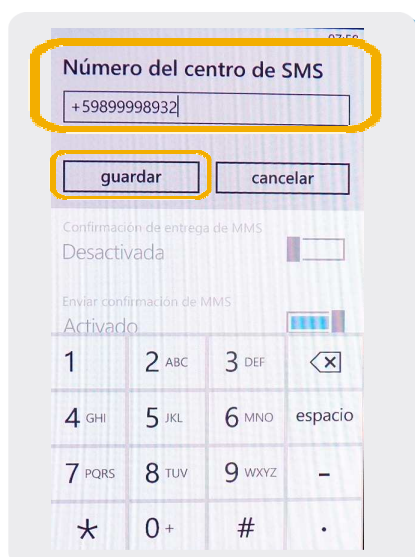 07:59
Número del centro de SMS
+59899998932
guardar cancelar
Confirmación de entrega de MMS
Desactivada
Enviar confirmación de MMS
Activado
1 2 ABC 3 DEF
4 GHI 5 JKL 6 MNO espacio
7 PQRS 8 TUV 9 WXYZ -
* 0 + # .